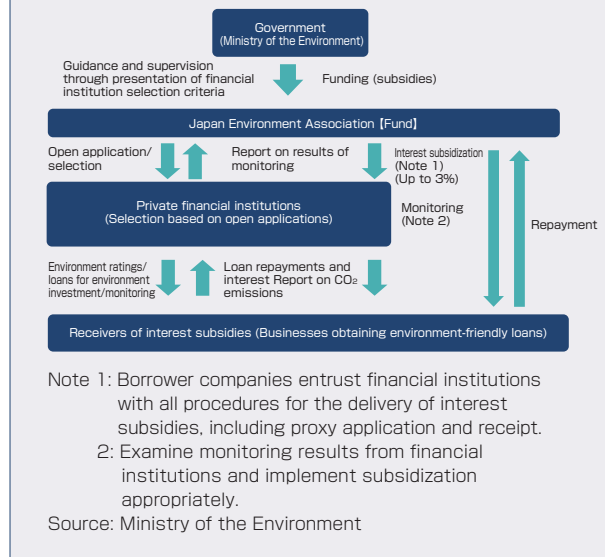 Government
(Ministry of the Environment)
Guidance and supervision
through presentation of financial
institution selection criteria
Funding (subsidies)
Japan Environment Association【Fund】
Open application/
selection
Report on results of
monitoring
Interest subsidization
(Note 1)
(Up to 3%)
Private financial institutions
(Selection based on open applications)
Monitoring
(Note 2)
Repayment
Environment ratings/
loans for environment
investment/monitoring
Loan repayments and
interest Report on CO₂
emissions
Receivers of interest subsidies (Businesses obtaining environment-friendly loans)
Note 1: Borrower companies entrust financial institutions
with all procedures for the delivery of interest
subsidies, including proxy application and receipt.
2: Examine monitoring results from financial
institutions and implement subsidization
appropriately.
Source: Ministry of the Environment